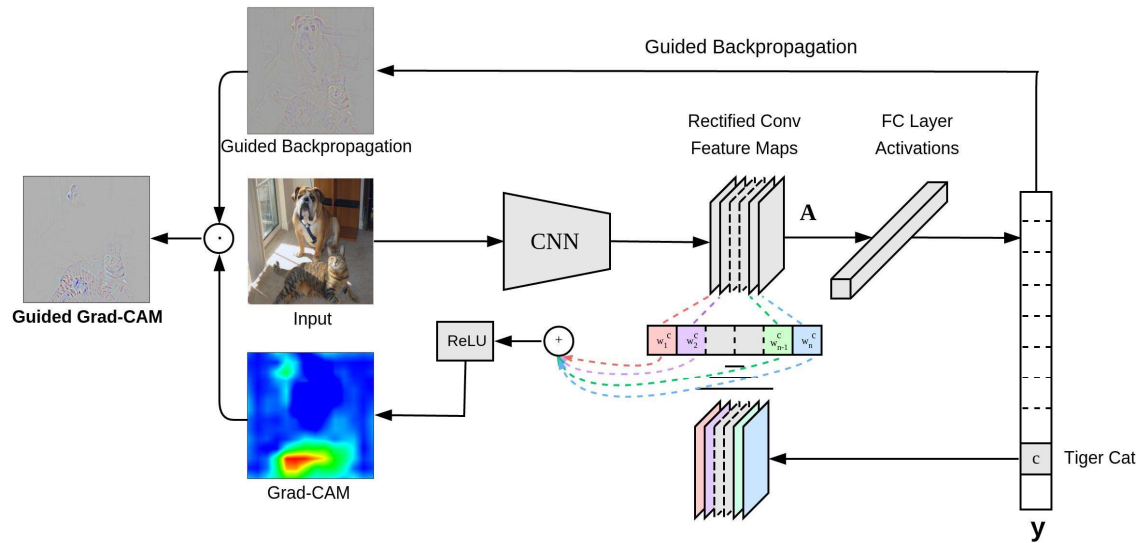 Guided Backpropagation
Guided Backpropagation
Rectified Conv
Feature Maps
FC Layer
Activations
A
CNN
·
Guided Grad-CAM
Input
ReLU
+
w₁ᶜ w₂ᶜ wₙ₋₁ᶜ wₙᶜ
Grad-CAM
c
Tiger Cat
y